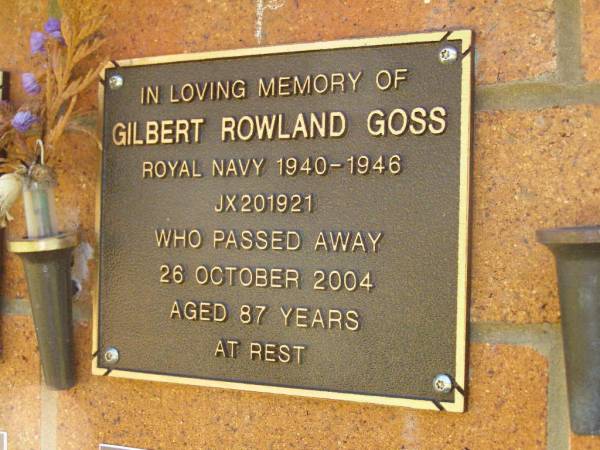 IN LOVING MEMORY OF
GILBERT ROWLAND GOSS
ROYAL NAVY 1940-1946
JX201921
WHO PASSED AWAY
26 OCTOBER 2004
AGED 87 YEARS
AT REST